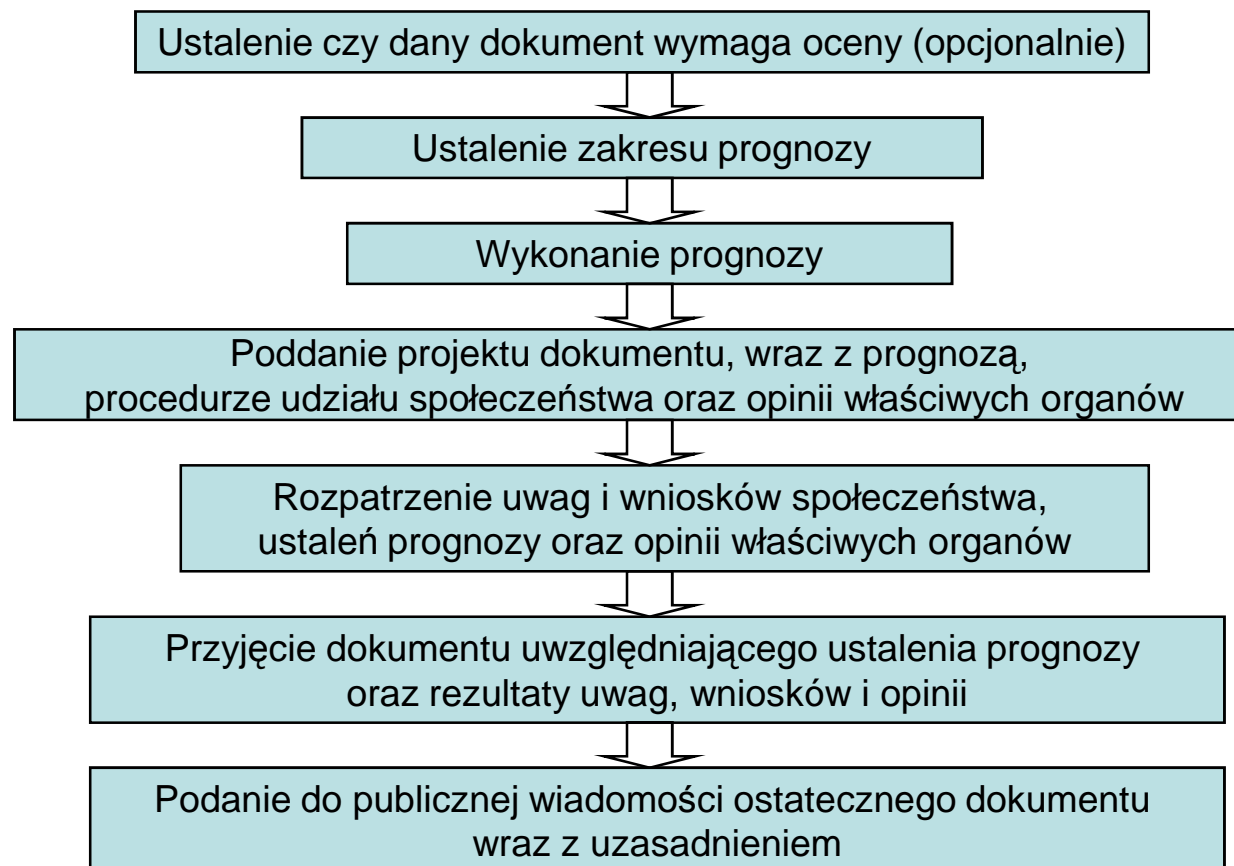 Ustalenie czy dany dokument wymaga oceny (opcjonalnie)
Ustalenie zakresu prognozy
Wykonanie prognozy
Poddanie projektu dokumentu, wraz z prognozą,
procedurze udziału społeczeństwa oraz opinii właściwych organów
Rozpatrzenie uwag i wniosków społeczeństwa,
ustaleń prognozy oraz opinii właściwych organów
Przyjęcie dokumentu uwzględniającego ustalenia prognozy
oraz rezultaty uwag, wniosków i opinii
Podanie do publicznej wiadomości ostatecznego dokumentu
wraz z uzasadnieniem